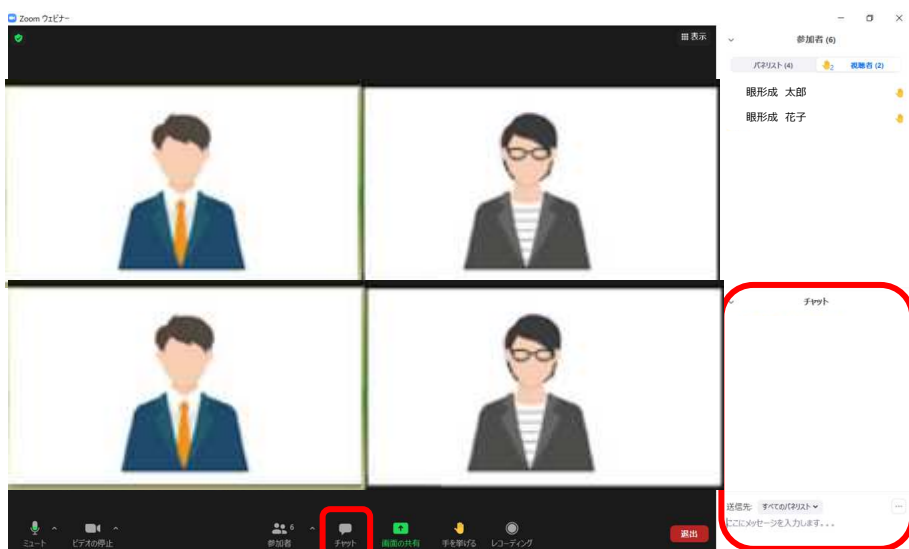 Zoom ウェビナー
表示
参加者 (6)
パネリスト (4)
2
視聴者 (2)
眼形成 太郎
眼形成 花子
チャット
送信先: すべてのパネリスト
ここにメッセージを入力します...
ミュート
ビデオの停止
6
参加者
チャット
画面の共有
手を挙げる
レコーディング
退出